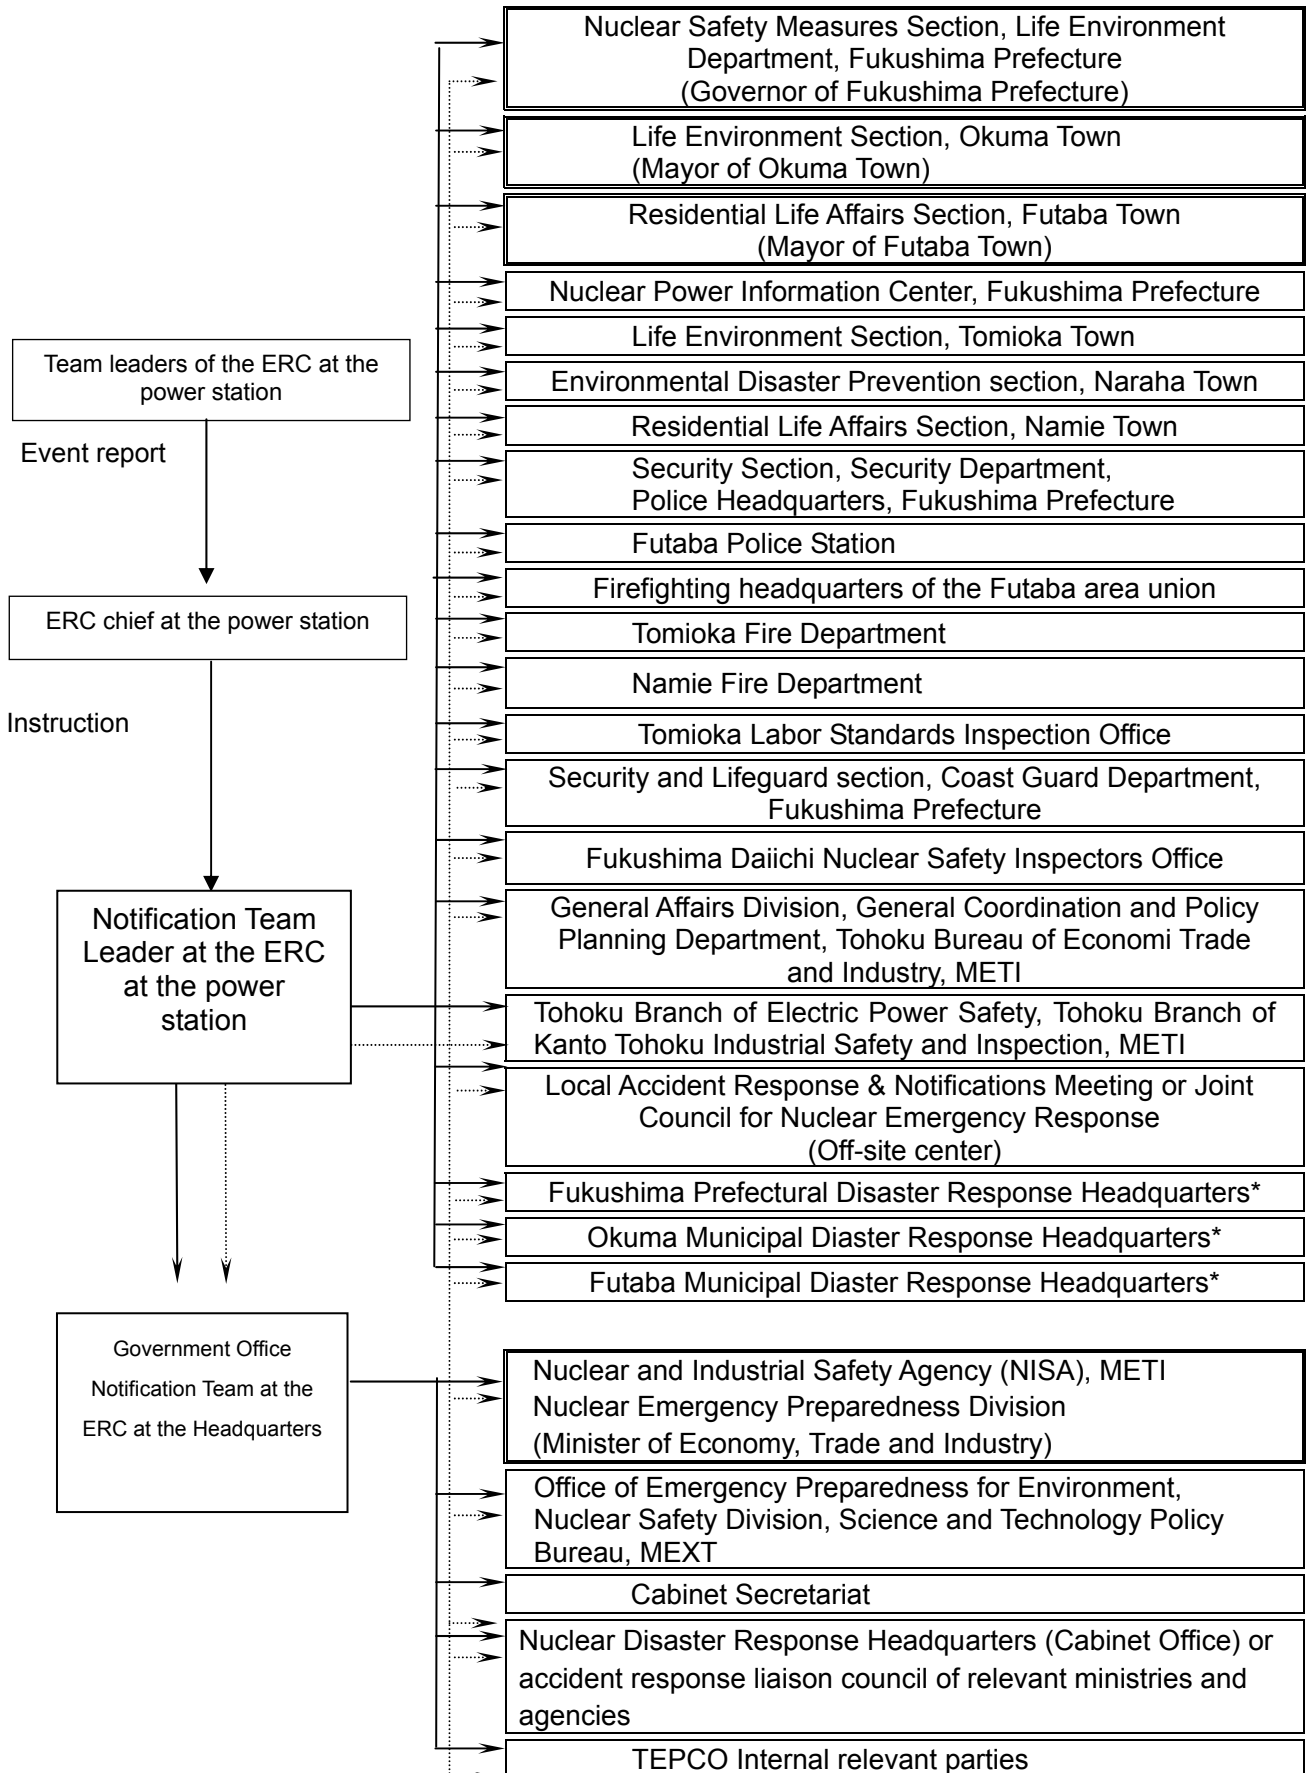 Nuclear Safety Measures Section, Life Environment
Department, Fukushima Prefecture
(Governor of Fukushima Prefecture)
Life Environment Section, Okuma Town
(Mayor of Okuma Town)
Residential Life Affairs Section, Futaba Town
(Mayor of Futaba Town)
Nuclear Power Information Center, Fukushima Prefecture
Life Environment Section, Tomioka Town
Environmental Disaster Prevention section, Naraha Town
Residential Life Affairs Section, Namie Town
Security Section, Security Department,
Police Headquarters, Fukushima Prefecture
Futaba Police Station
Firefighting headquarters of the Futaba area union
Tomioka Fire Department
Namie Fire Department
Tomioka Labor Standards Inspection Office
Security and Lifeguard section, Coast Guard Department,
Fukushima Prefecture
Fukushima Daiichi Nuclear Safety Inspectors Office
General Affairs Division, General Coordination and Policy
Planning Department, Tohoku Bureau of Economi Trade
and Industry, METI
Tohoku Branch of Electric Power Safety, Tohoku Branch of
Kanto Tohoku Industrial Safety and Inspection, METI
Local Accident Response & Notifications Meeting or Joint
Council for Nuclear Emergency Response
(Off-site center)
Fukushima Prefectural Disaster Response Headquarters*
Okuma Municipal Diaster Response Headquarters*
Futaba Municipal Diaster Response Headquarters*
Team leaders of the ERC at the
power station
Event report
ERC chief at the power station
Instruction
Notification Team
Leader at the ERC
at the power
station
Government Office
Notification Team at the
ERC at the Headquarters
Nuclear and Industrial Safety Agency (NISA), METI
Nuclear Emergency Preparedness Division
(Minister of Economy, Trade and Industry)
Office of Emergency Preparedness for Environment,
Nuclear Safety Division, Science and Technology Policy
Bureau, MEXT
Cabinet Secretariat
Nuclear Disaster Response Headquarters (Cabinet Office) or
accident response liaison council of relevant ministries and
agencies
TEPCO Internal relevant parties